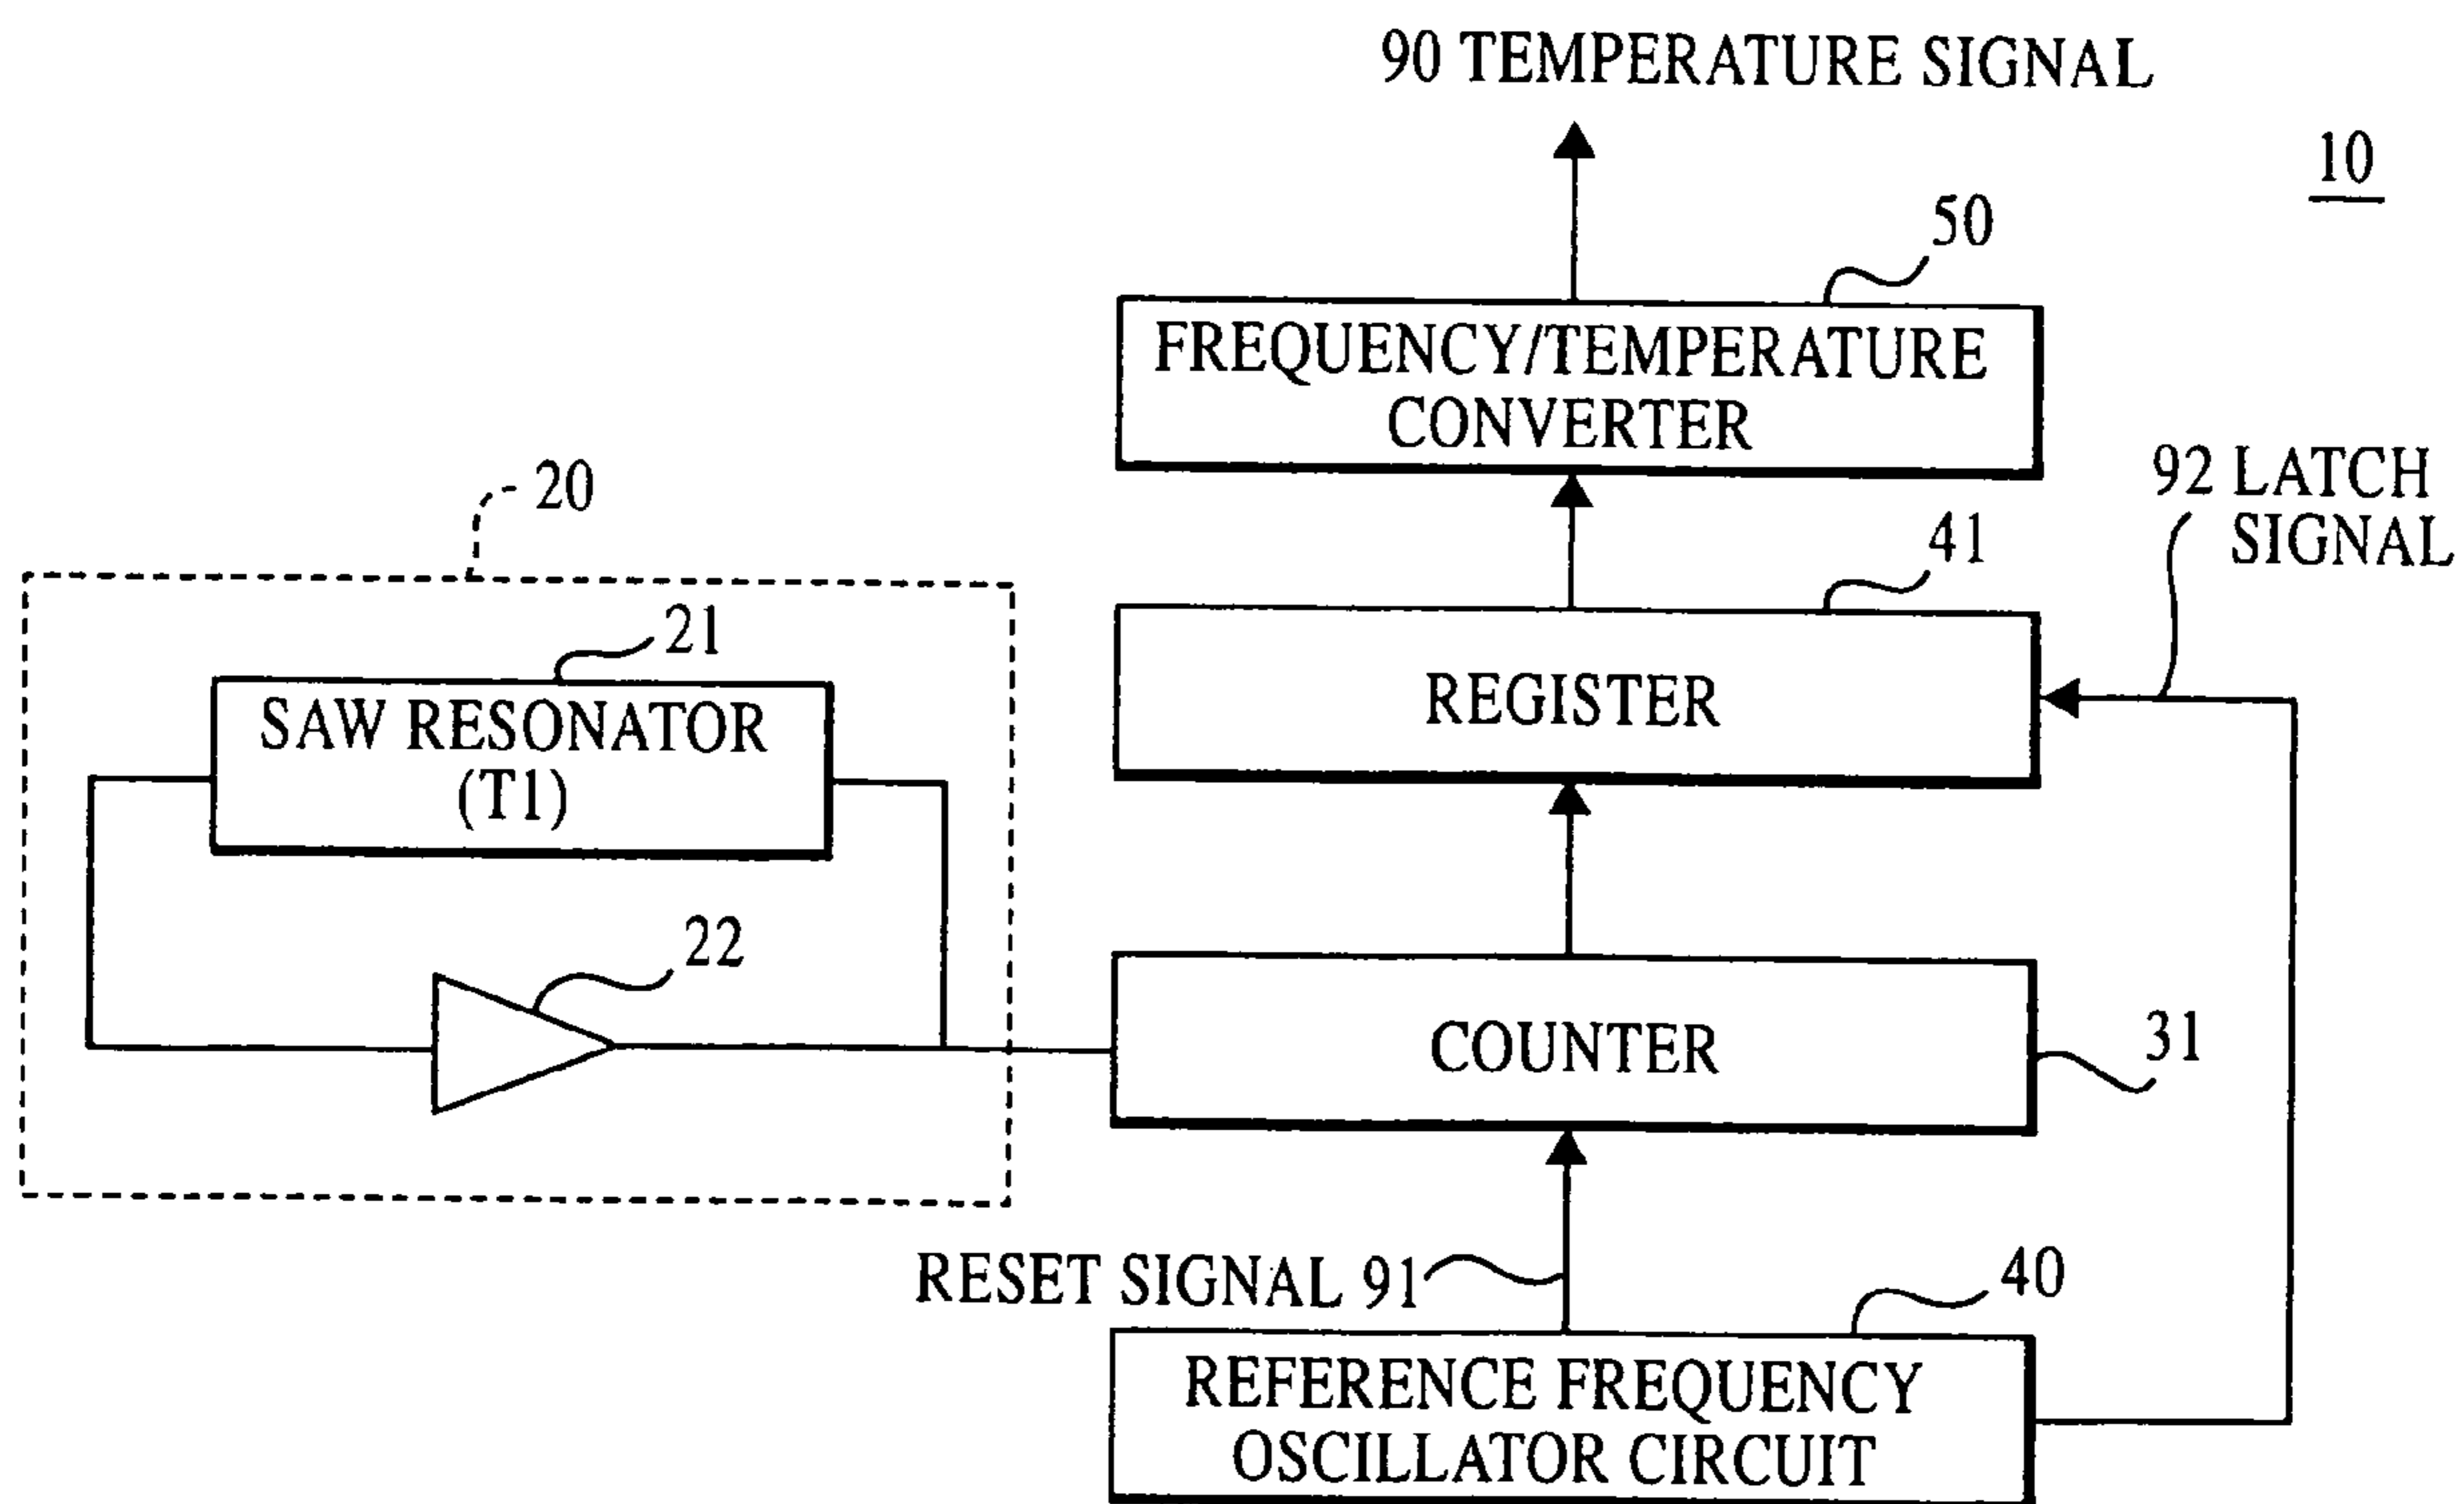 90 TEMPERATURE SIGNAL
10
50
FREQUENCY/TEMPERATURE
CONVERTER
92 LATCH
SIGNAL
20
41
21
SAW RESONATOR
(T1)
REGISTER
22
COUNTER
31
RESET SIGNAL 91
40
REFERENCE FREQUENCY
OSCILLATOR CIRCUIT